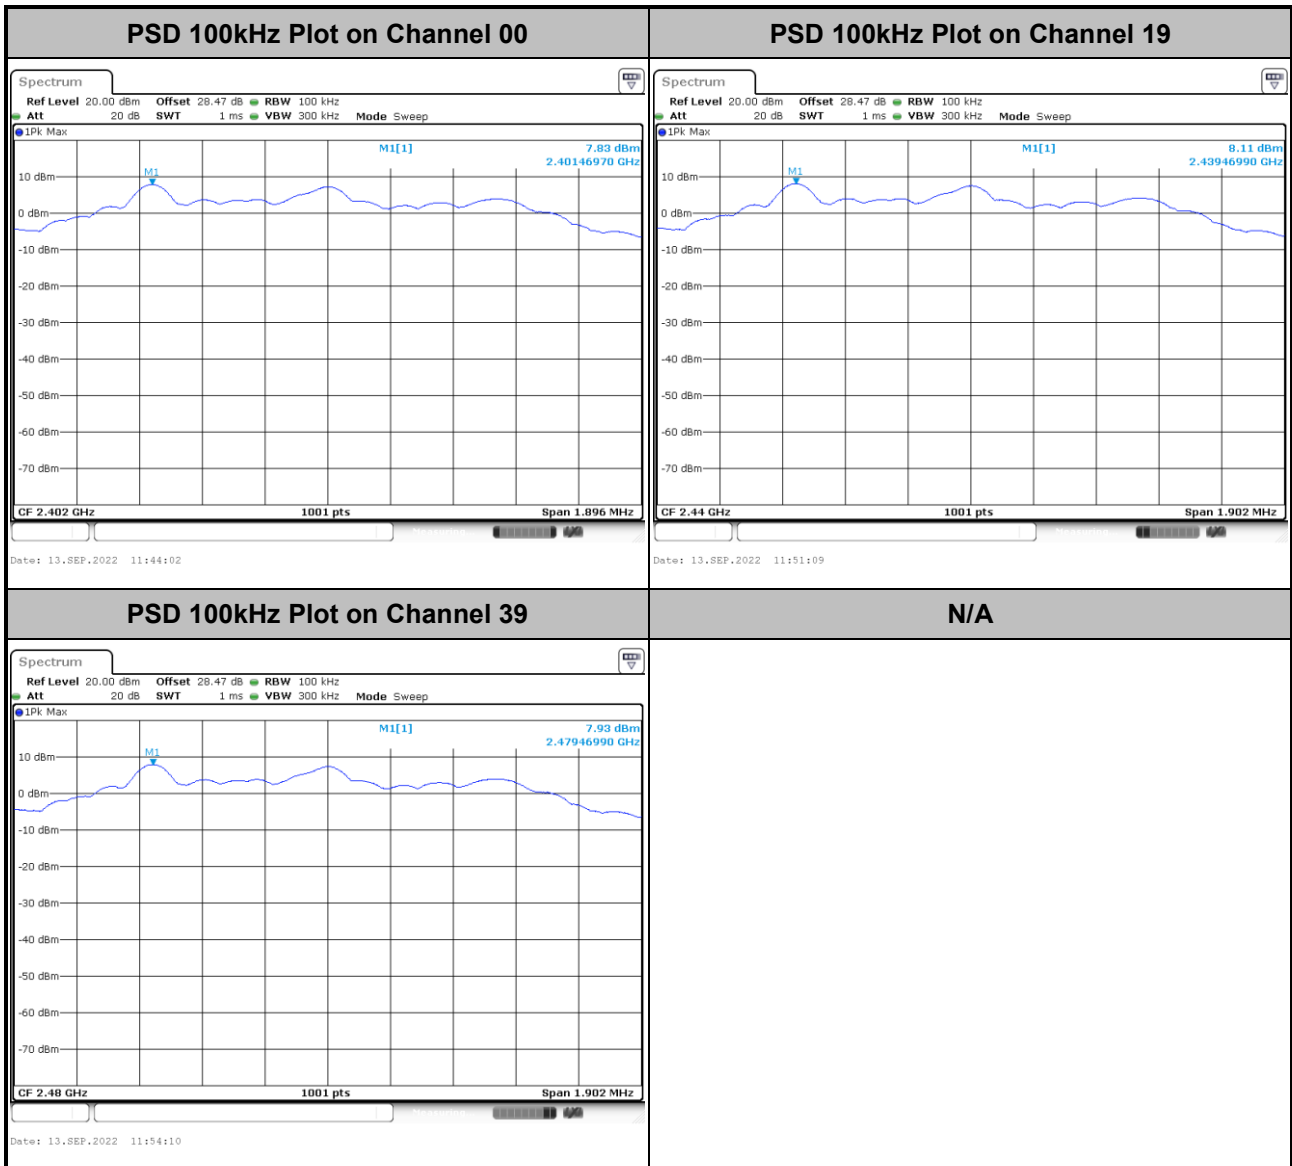 PSD 100kHz Plot on Channel 00
Spectrum
Ref Level 20.00 dBm Offset 28.47 dB RBW 100 kHz
Att 20 dB SWT 1 ms VBW 300 kHz Mode Sweep
1Pk Max
M1[1] 7.83 dBm
2.40146970 GHz
M1
10 dBm
0 dBm
-10 dBm
-20 dBm
-30 dBm
-40 dBm
-50 dBm
-60 dBm
-70 dBm
CF 2.402 GHz 1001 pts Span 1.896 MHz
Measuring...
Date: 13.SEP.2022 11:44:02
PSD 100kHz Plot on Channel 19
Spectrum
Ref Level 20.00 dBm Offset 28.47 dB RBW 100 kHz
Att 20 dB SWT 1 ms VBW 300 kHz Mode Sweep
1Pk Max
M1[1] 8.11 dBm
2.43946990 GHz
M1
10 dBm
0 dBm
-10 dBm
-20 dBm
-30 dBm
-40 dBm
-50 dBm
-60 dBm
-70 dBm
CF 2.44 GHz 1001 pts Span 1.902 MHz
Measuring...
Date: 13.SEP.2022 11:51:09
PSD 100kHz Plot on Channel 39
Spectrum
Ref Level 20.00 dBm Offset 28.47 dB RBW 100 kHz
Att 20 dB SWT 1 ms VBW 300 kHz Mode Sweep
1Pk Max
M1[1] 7.93 dBm
2.47946990 GHz
M1
10 dBm
0 dBm
-10 dBm
-20 dBm
-30 dBm
-40 dBm
-50 dBm
-60 dBm
-70 dBm
CF 2.48 GHz 1001 pts Span 1.902 MHz
Measuring...
Date: 13.SEP.2022 11:54:10
N/A